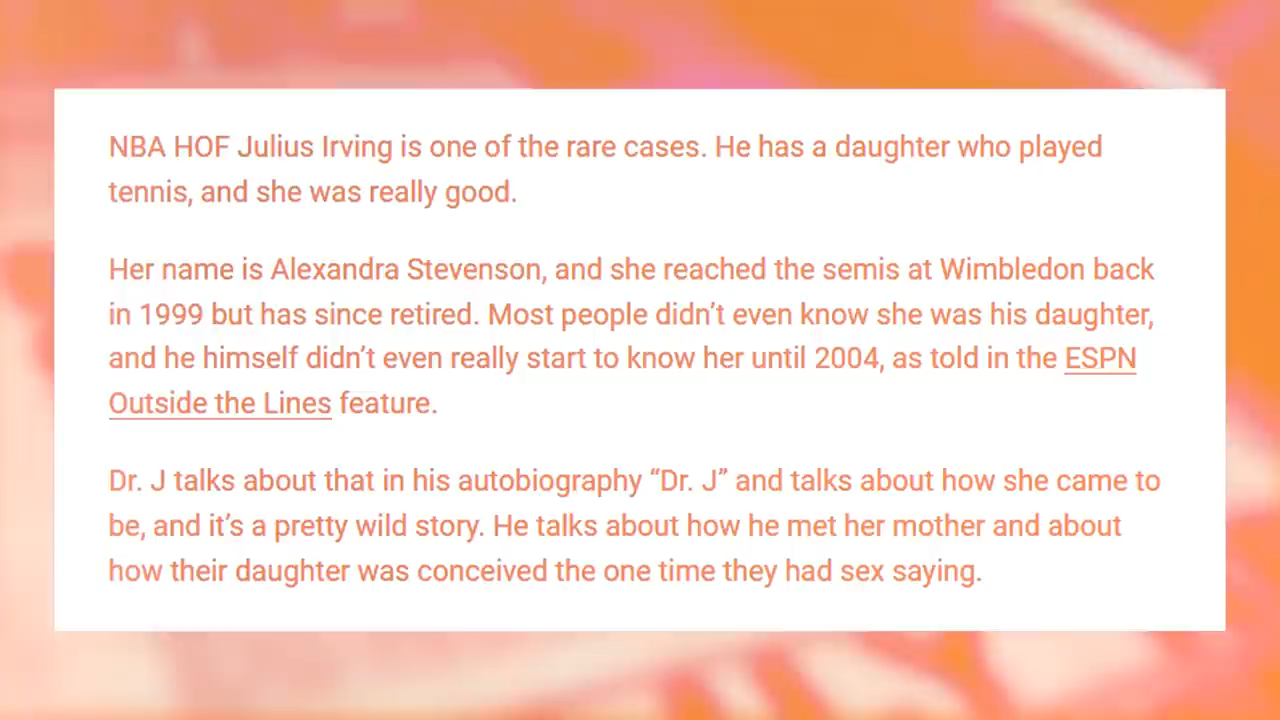 NBA HOF Julius Irving is one of the rare cases. He has a daughter who played
tennis, and she was really good.
Her name is Alexandra Stevenson, and she reached the semis at Wimbledon back
in 1999 but has since retired. Most people didn’t even know she was his daughter,
and he himself didn’t even really start to know her until 2004, as told in the ESPN
Outside the Lines feature.
Dr. J talks about that in his autobiography “Dr. J” and talks about how she came to
be, and it’s a pretty wild story. He talks about how he met her mother and about
how their daughter was conceived the one time they had sex saying.